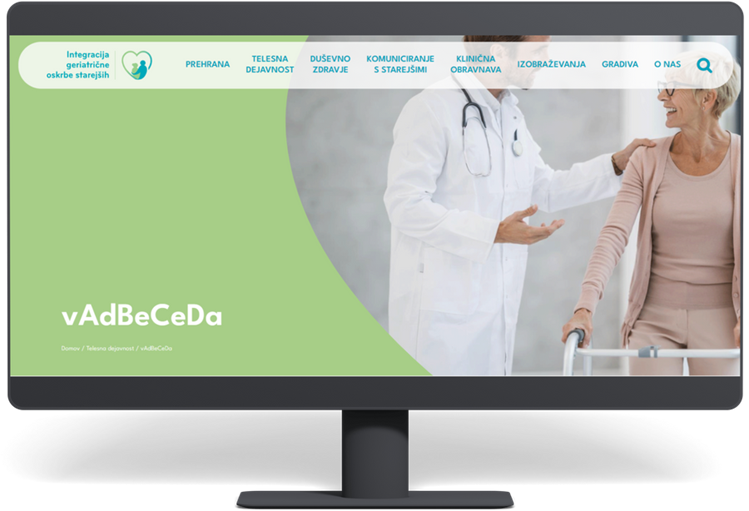 Integracija
geriatrične
oskrbe starejših
PREHRANA
TELESNA
DEJAVNOST
DUŠEVNO
ZDRAVJE
KOMUNICIRANJE
S STAREJŠIMI
KLINIČNA
OBRAVNAVA
IZOBRAŽEVANJA
GRADIVA
O NAS
vAdBeCeDa
Domov / Telesna dejavnost / vAdBeCeDa